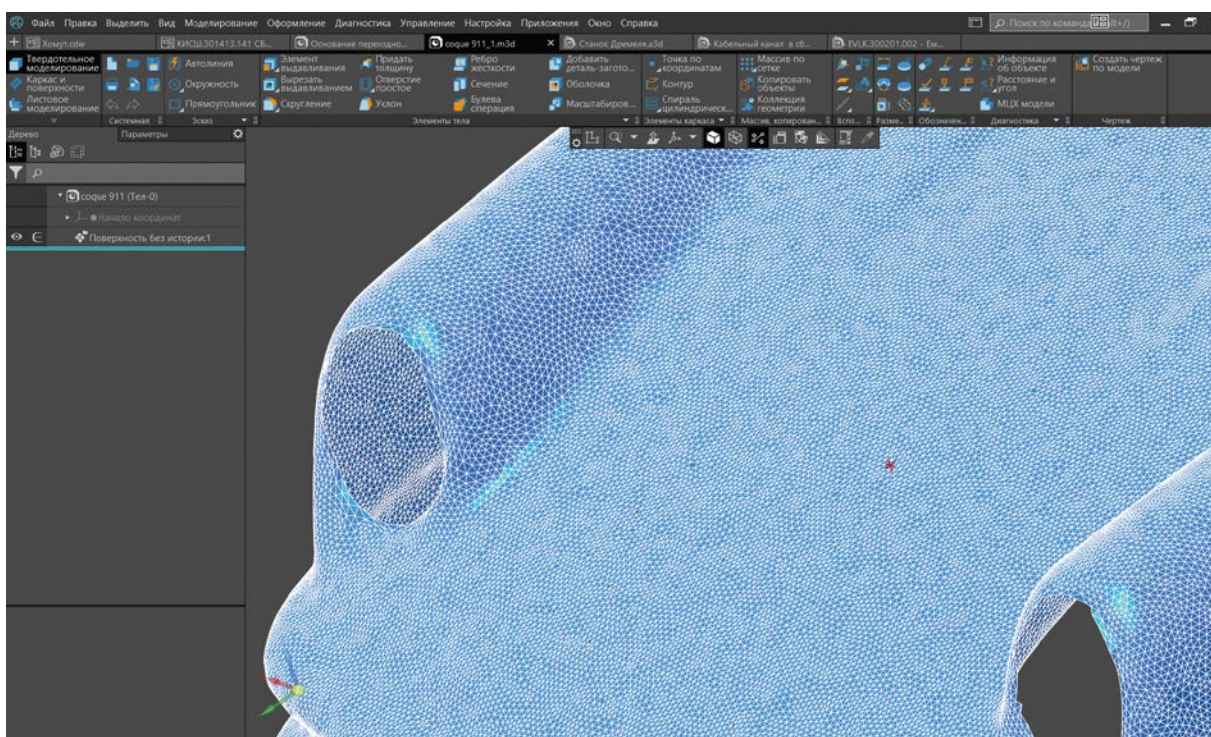 Файл Правка Выделить Вид Моделирование Оформление Диагностика Управление Настройка Приложения Окно Справка
Поиск по команда
lt+/)
Хомут.cdw
КИСШ.301413.141 СБ...
Основание переходно...
coque 911_1.m3d
Станок Дремеля.a3d
Кабельный канал в сб...
EVLK.300201.002 - Ем...
Твердотельное моделирование
Каркас и поверхности
Листовое моделирование
Системная
Автолиния
Окружность
Прямоугольник
Эскиз
Элемент выдавливания
Вырезать выдавливанием
Скругление
Придать толщину
Отверстие простое
Уклон
Ребро жесткости
Сечение
Булева операция
Добавить деталь-загото...
Оболочка
Масштабиров...
Элементы тела
Точка по координатам
Контур
Спираль цилиндрическ...
Элементы каркаса
Массив по сетке
Копировать объекты
Коллекция геометрии
Массив, копирован...
Вспо...
Разме...
Обозначен...
Информация об объекте
Расстояние и угол
МЦХ модели
Диагностика
Создать чертеж по модели
Чертеж
Дерево
Параметры
coque 911 (Тел-0)
Начало координат
Поверхность без истории:1